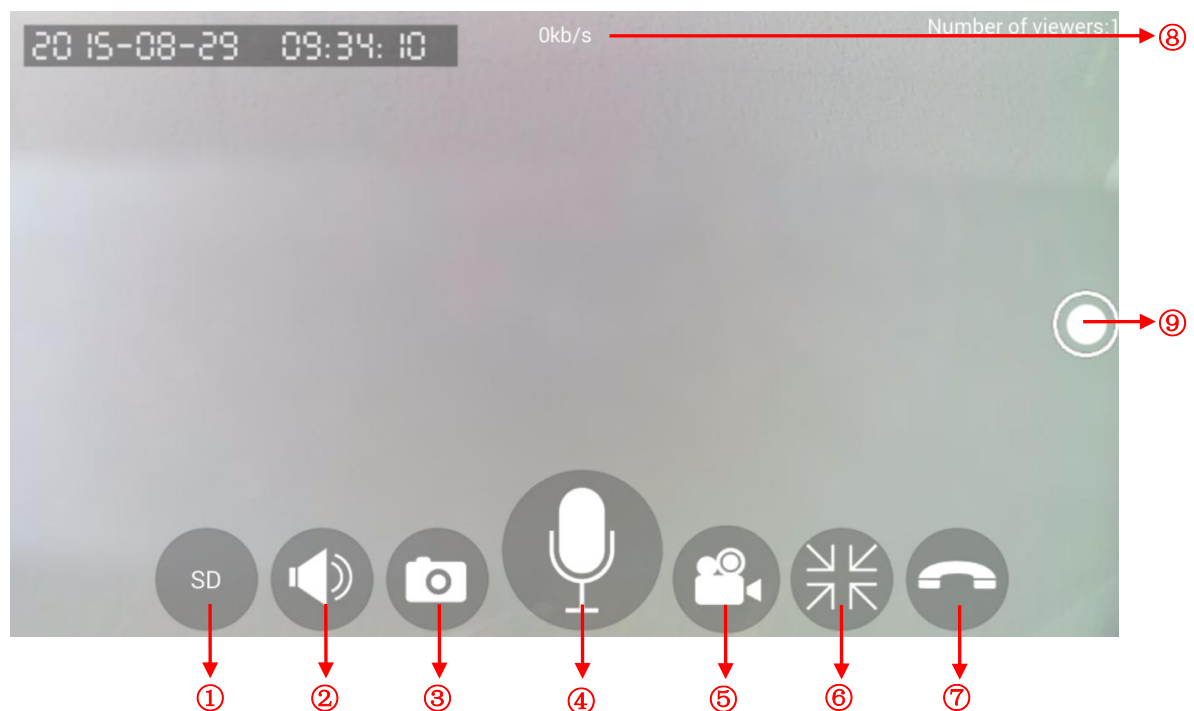 2015-08-29 09:34:10
0kb/s
Number of viewers:1
⑧
⑨
SD
① ② ③ ④ ⑤ ⑥ ⑦